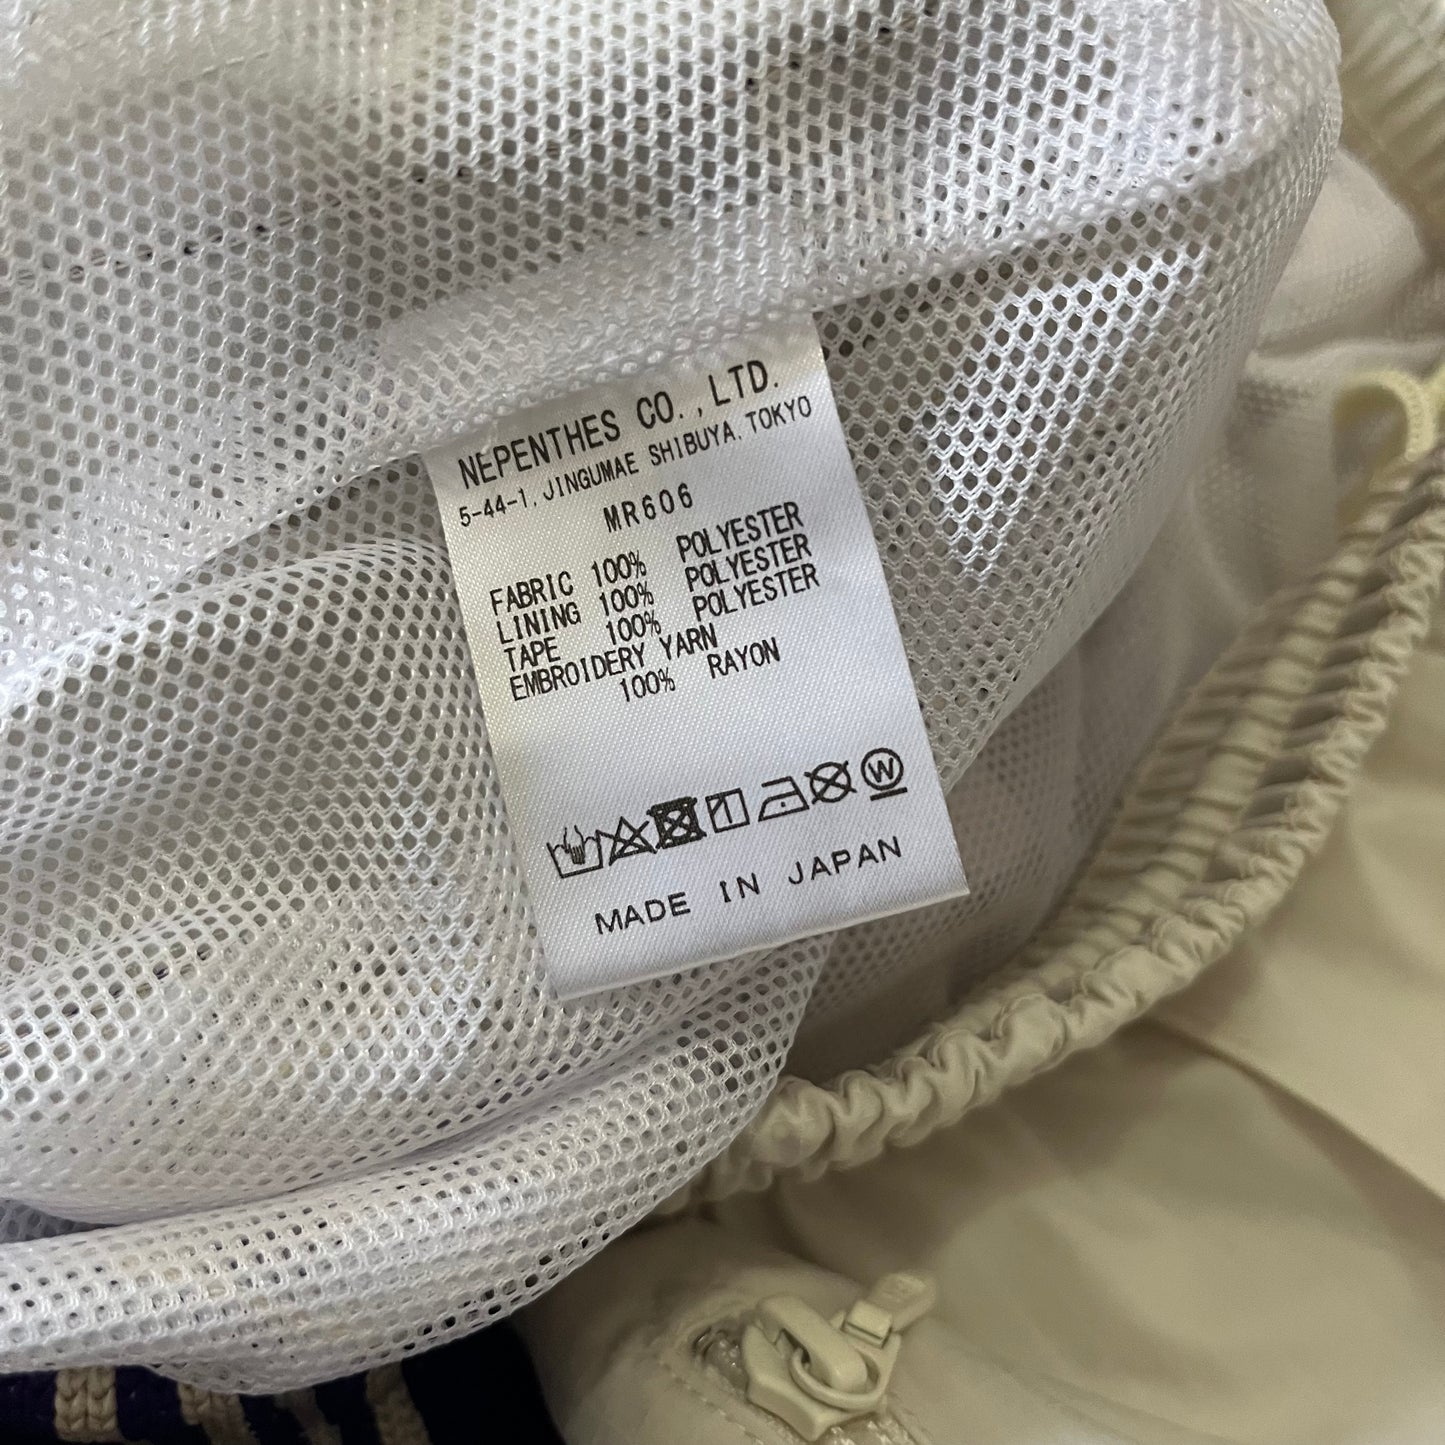 NEPENTHES CO., LTD.
5-44-1, JINGUMAE SHIBUYA, TOKYO
MR606
FABRIC 100% POLYESTER
LINING 100% POLYESTER
TAPE 100% POLYESTER
EMBROIDERY YARN
100% RAYON
W
MADE IN JAPAN